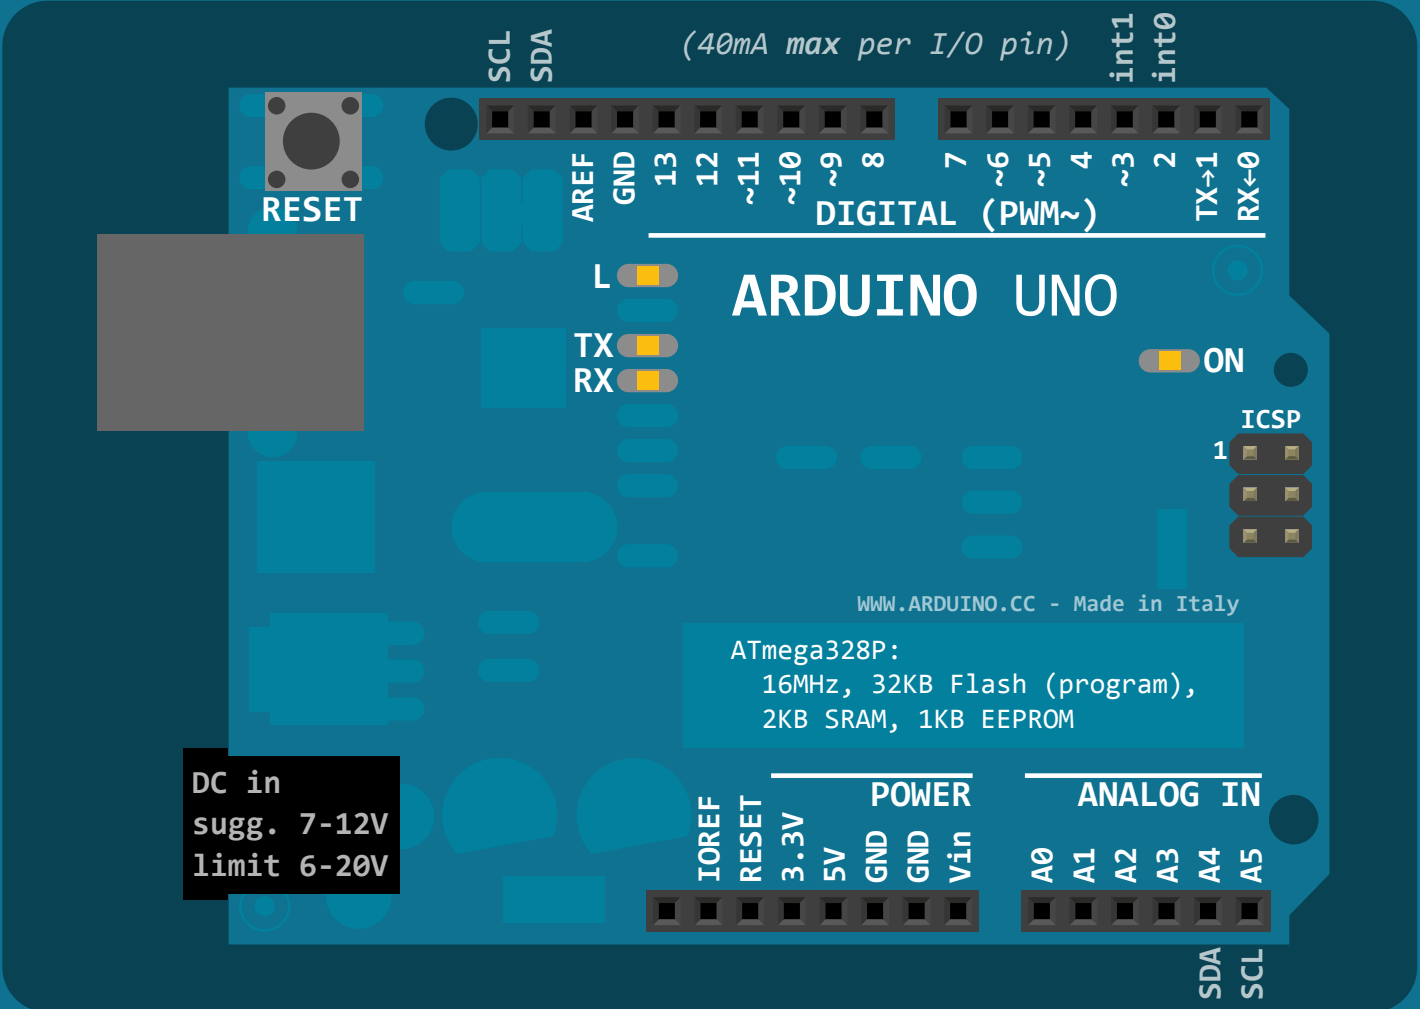 SCL
SDA
(40mA max per I/O pin)
int1
int0
RESET
AREF
GND
13
12
~11
~10
~9
8
7
~6
~5
4
~3
2
TX→1
RX←0
DIGITAL (PWM~)
L
ARDUINO UNO
TX
RX
ON
ICSP
1
WWW.ARDUINO.CC - Made in Italy
ATmega328P:
16MHz, 32KB Flash (program),
2KB SRAM, 1KB EEPROM
DC in
sugg. 7-12V
limit 6-20V
POWER
ANALOG IN
IOREF
RESET
3.3V
5V
GND
GND
Vin
A0
A1
A2
A3
A4
A5
SDA
SCL